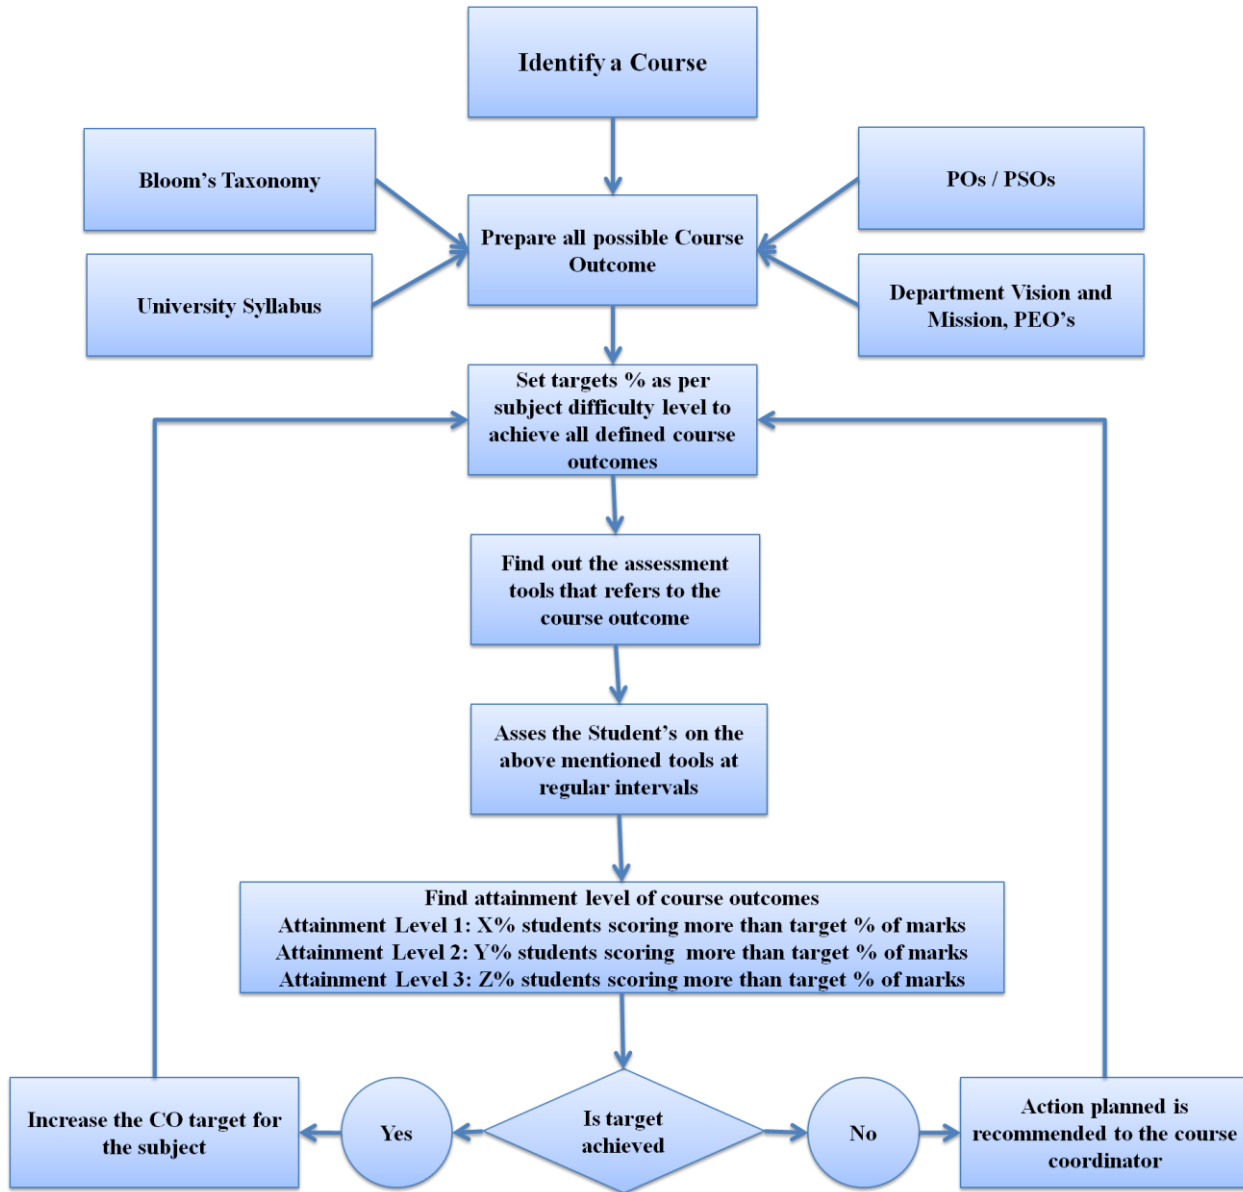 Identify a Course
Bloom's Taxonomy
POs / PSOs
Prepare all possible Course
Outcome
University Syllabus
Department Vision and
Mission, PEO's
Set targets % as per
subject difficulty level to
achieve all defined course
outcomes
Find out the assessment
tools that refers to the
course outcome
Asses the Student's on the
above mentioned tools at
regular intervals
Find attainment level of course outcomes
Attainment Level 1: X% students scoring more than target % of marks
Attainment Level 2: Y% students scoring more than target % of marks
Attainment Level 3: Z% students scoring more than target % of marks
Increase the CO target for
the subject
Yes
Is target
achieved
No
Action planned is
recommended to the course
coordinator